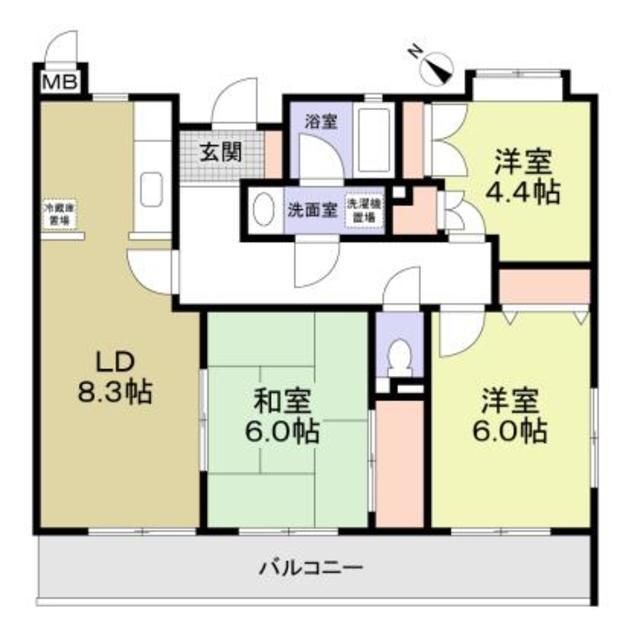 MB
N
浴室
玄関
洋室
4.4帖
冷蔵庫
置場
洗面室
洗濯機
置場
LD
8.3帖
和室
6.0帖
洋室
6.0帖
バルコニー